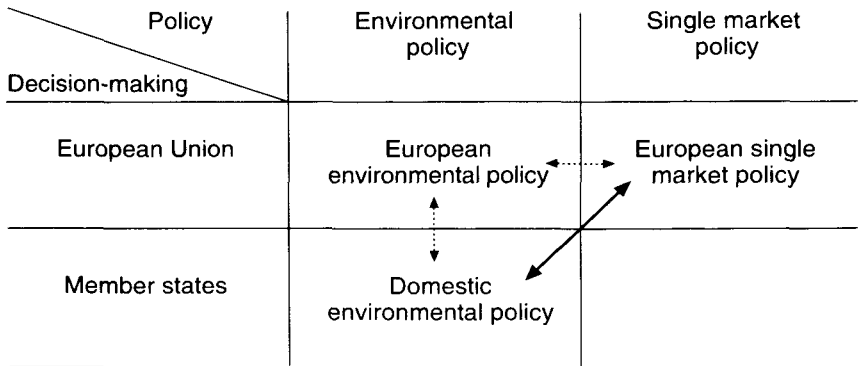 Policy
Environmental
policy
Single market
policy
Decision-making
European Union
European
environmental policy
European single
market policy
Member states
Domestic
environmental policy